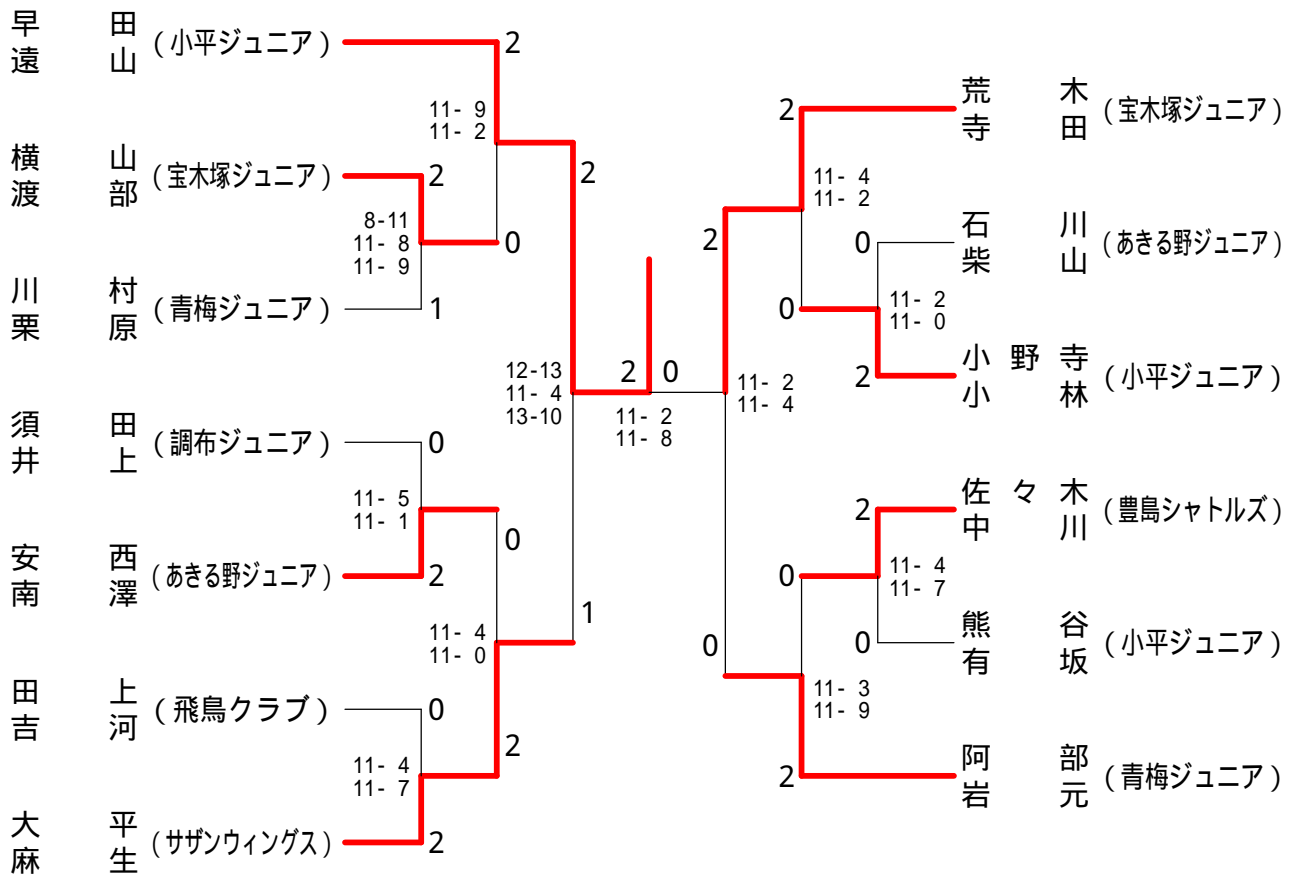 早田
遠山
(小平ジュニア)
2
11- 9
11- 2
横山
渡部
(宝木塚ジュニア)
2
0
8-11
11- 8
11- 9
川村
栗原
(青梅ジュニア)
1
2
須田
井上
(調布ジュニア)
0
11- 5
11- 1
安西
南澤
(あきる野ジュニア)
2
0
11- 4
11- 0
田上
吉河
(飛鳥クラブ)
0
11- 4
11- 7
2
大平
麻生
(サザンウィングス)
2
12-13
11- 4
13-10
1
2 0
11- 2
11- 8
荒木
寺田
(宝木塚ジュニア)
2
11- 4
11- 2
石川
柴山
(あきる野ジュニア)
0
2
0
11- 2
11- 0
小野寺
小林
(小平ジュニア)
2
11- 2
11- 4
佐々木
中川
(豊島シャトルズ)
2
0
11- 4
11- 7
熊谷
有坂
(小平ジュニア)
0
0
11- 3
11- 9
阿部
岩元
(青梅ジュニア)
2